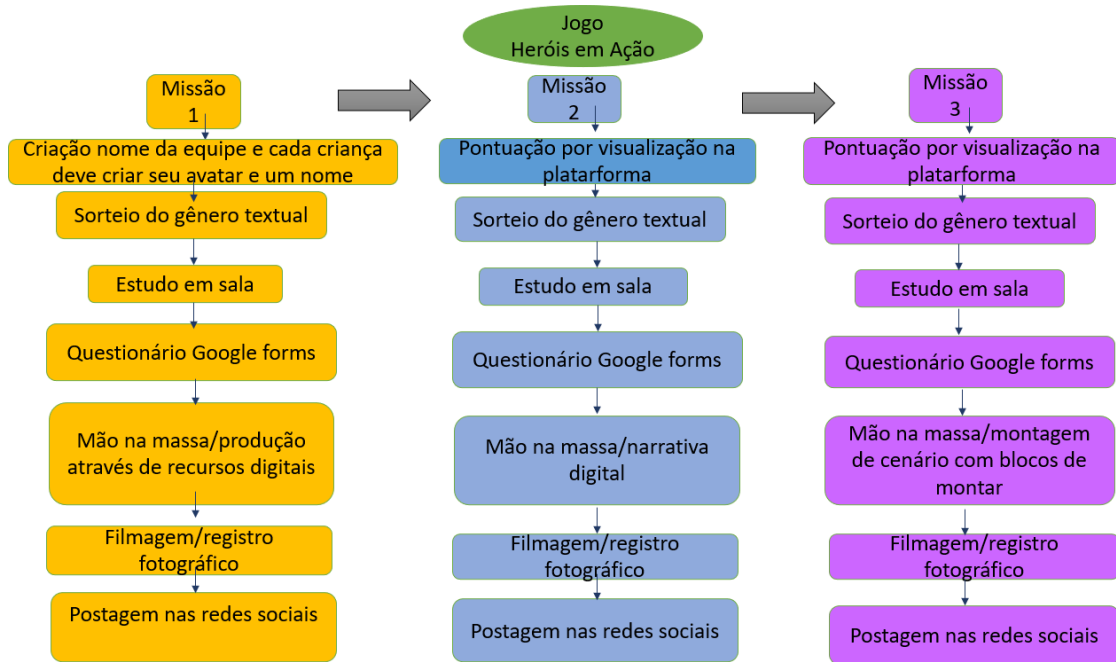 Jogo
Heróis em Ação
Missão
1
Criação nome da equipe e cada criança
deve criar seu avatar e um nome
Sorteio do gênero textual
Estudo em sala
Questionário Google forms
Mão na massa/produção
através de recursos digitais
Filmagem/registro
fotográfico
Postagem nas redes sociais
Missão
2
Pontuação por visualização na
platarforma
Sorteio do gênero textual
Estudo em sala
Questionário Google forms
Mão na massa/narrativa
digital
Filmagem/registro
fotográfico
Postagem nas redes sociais
Missão
3
Pontuação por visualização na
platarforma
Sorteio do gênero textual
Estudo em sala
Questionário Google forms
Mão na massa/montagem
de cenário com blocos de
montar
Filmagem/registro
fotográfico
Postagem nas redes sociais